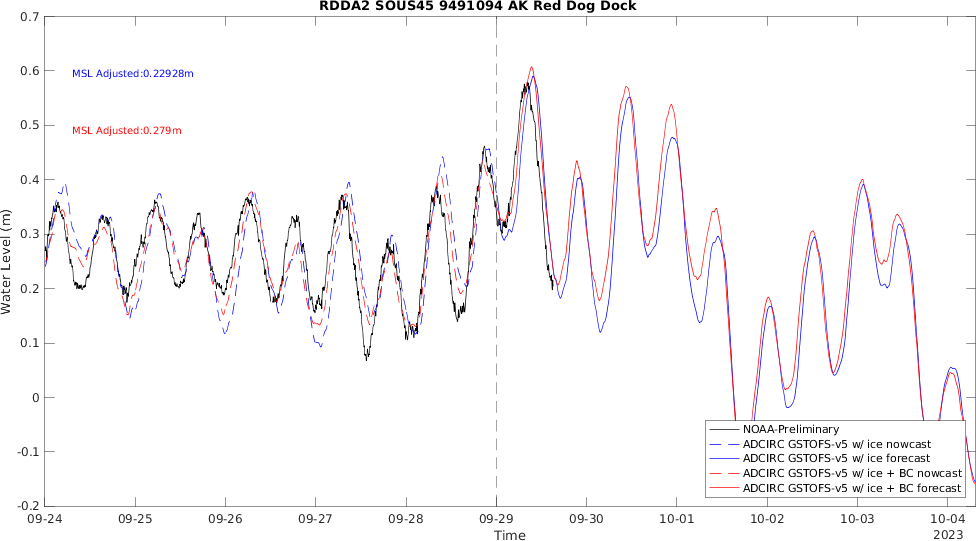 RDDA2 SOUS45 9491094 AK Red Dog Dock
0.7
0.6
0.5
0.4
0.3
0.2
0.1
0
-0.1
-0.2
Water Level (m)
MSL Adjusted:0.22928m
MSL Adjusted:0.279m
NOAA-Preliminary
ADCIRC GSTOFS-v5 w/ ice nowcast
ADCIRC GSTOFS-v5 w/ ice forecast
ADCIRC GSTOFS-v5 w/ ice + BC nowcast
ADCIRC GSTOFS-v5 w/ ice + BC forecast
09-24 09-25 09-26 09-27 09-28 09-29 09-30 10-01 10-02 10-03 10-04
Time
2023